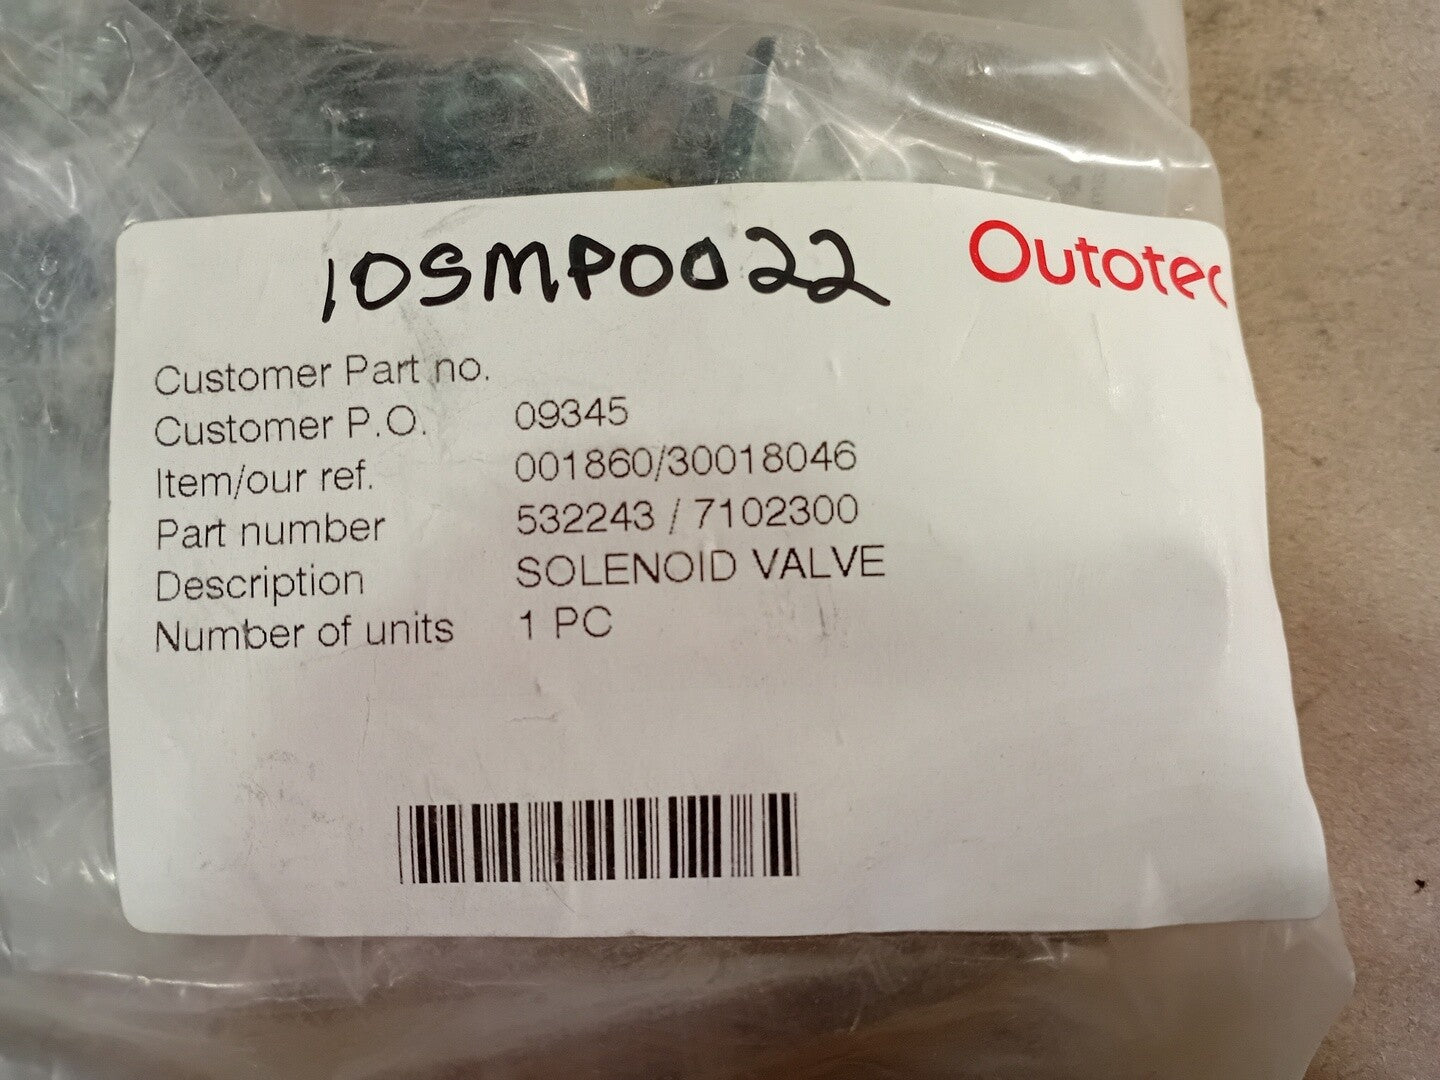 10SMP0022
Outotec
Customer Part no.
Customer P.O. 09345
Item/our ref. 001860/30018046
Part number 532243 / 7102300
Description SOLENOID VALVE
Number of units 1 PC